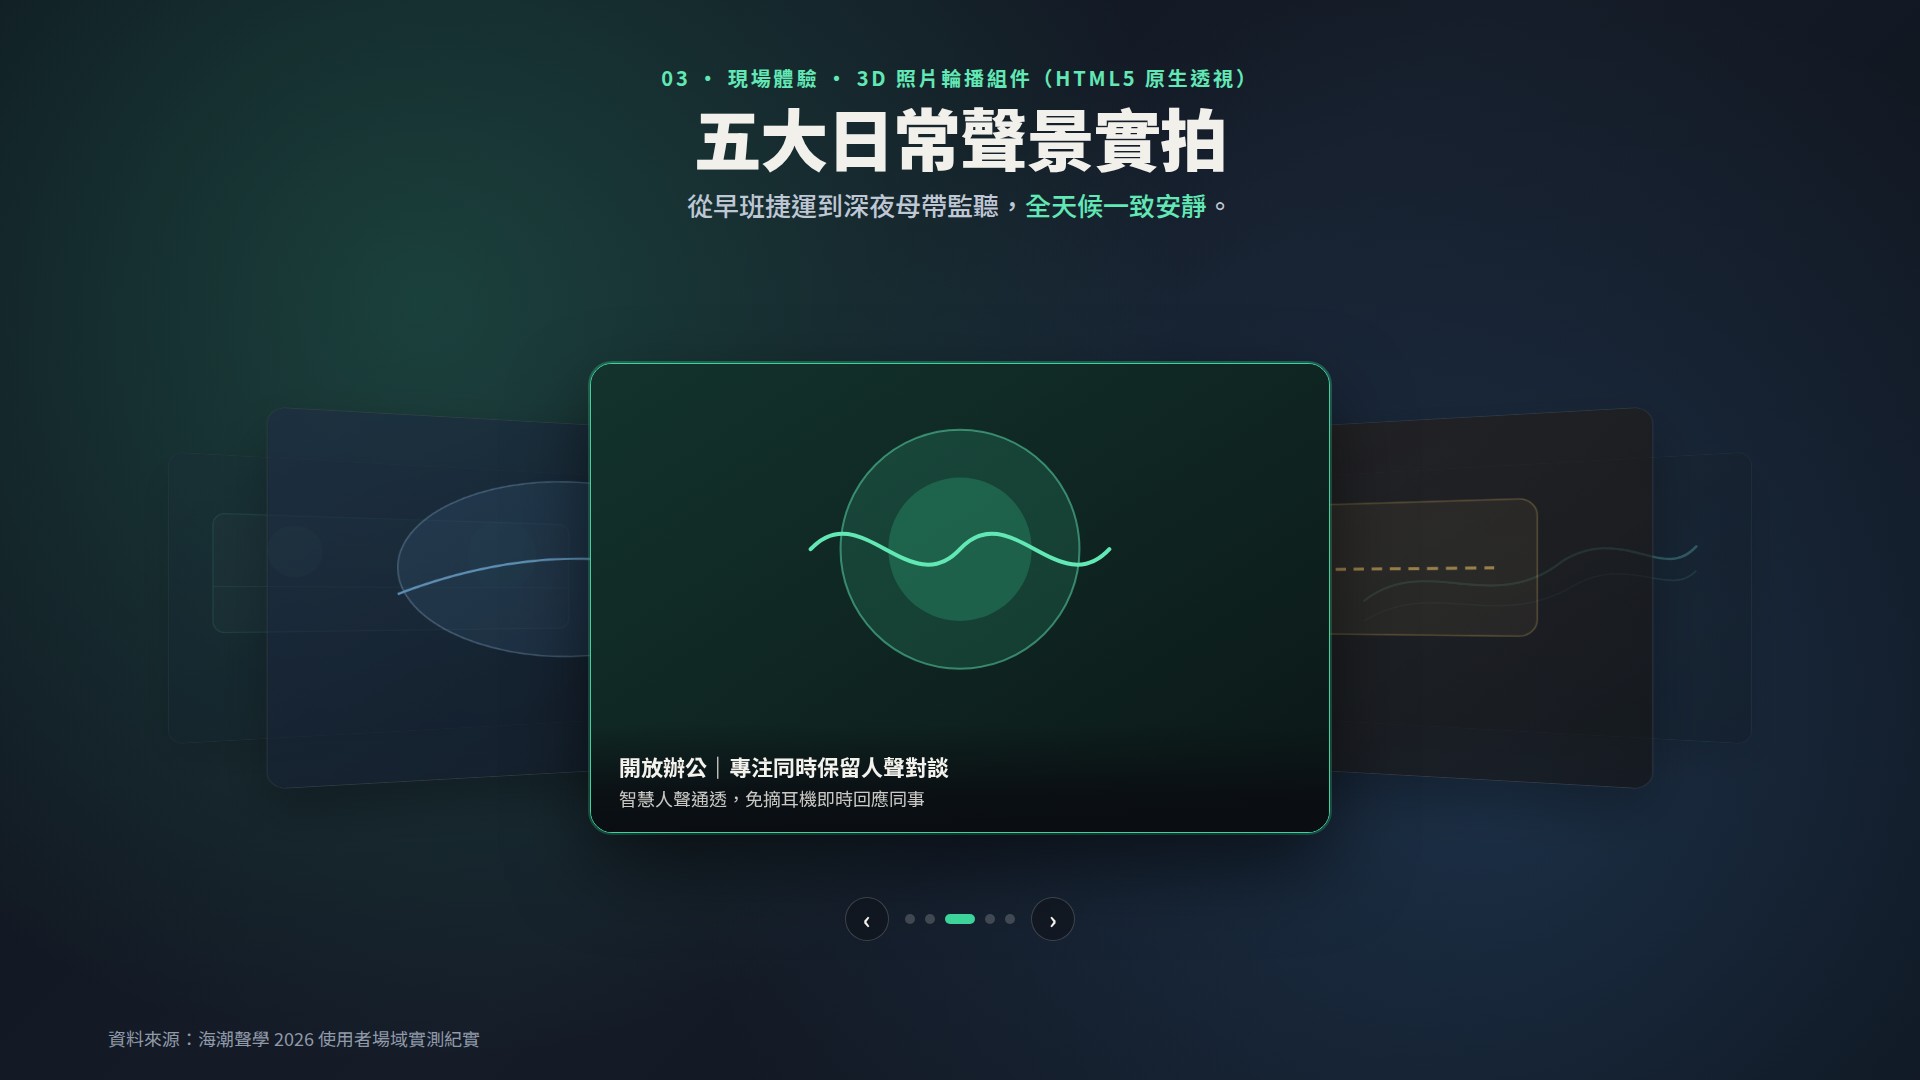 03 • 現場體驗 • 3D 照片輪播組件（HTML5 原生透視）
五大日常聲景實拍
從早班捷運到深夜母帶監聽，全天候一致安靜。
開放辦公｜專注同時保留人聲對談
智慧人聲通透，免摘耳機即時回應同事
‹ ›
資料來源：海潮聲學 2026 使用者場域實測紀實